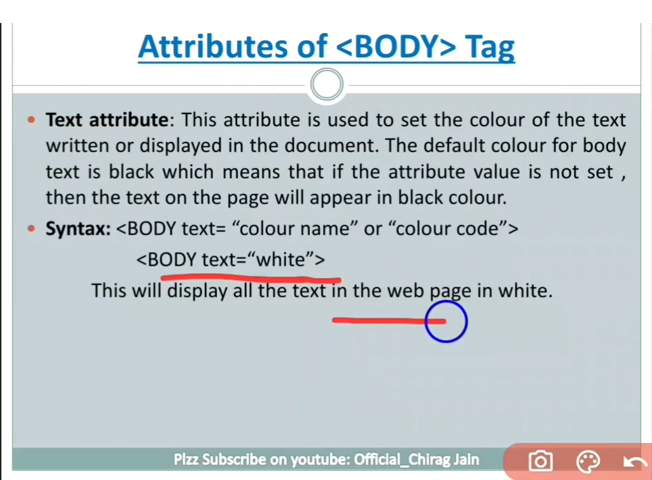 Attributes of <BODY> Tag
• Text attribute: This attribute is used to set the colour of the text
written or displayed in the document. The default colour for body
text is black which means that if the attribute value is not set ,
then the text on the page will appear in black colour.
• Syntax: <BODY text= “colour name” or “colour code”>
<BODY text=“white”>
This will display all the text in the web page in white.
Plzz Subscribe on youtube: Official_Chirag Jain